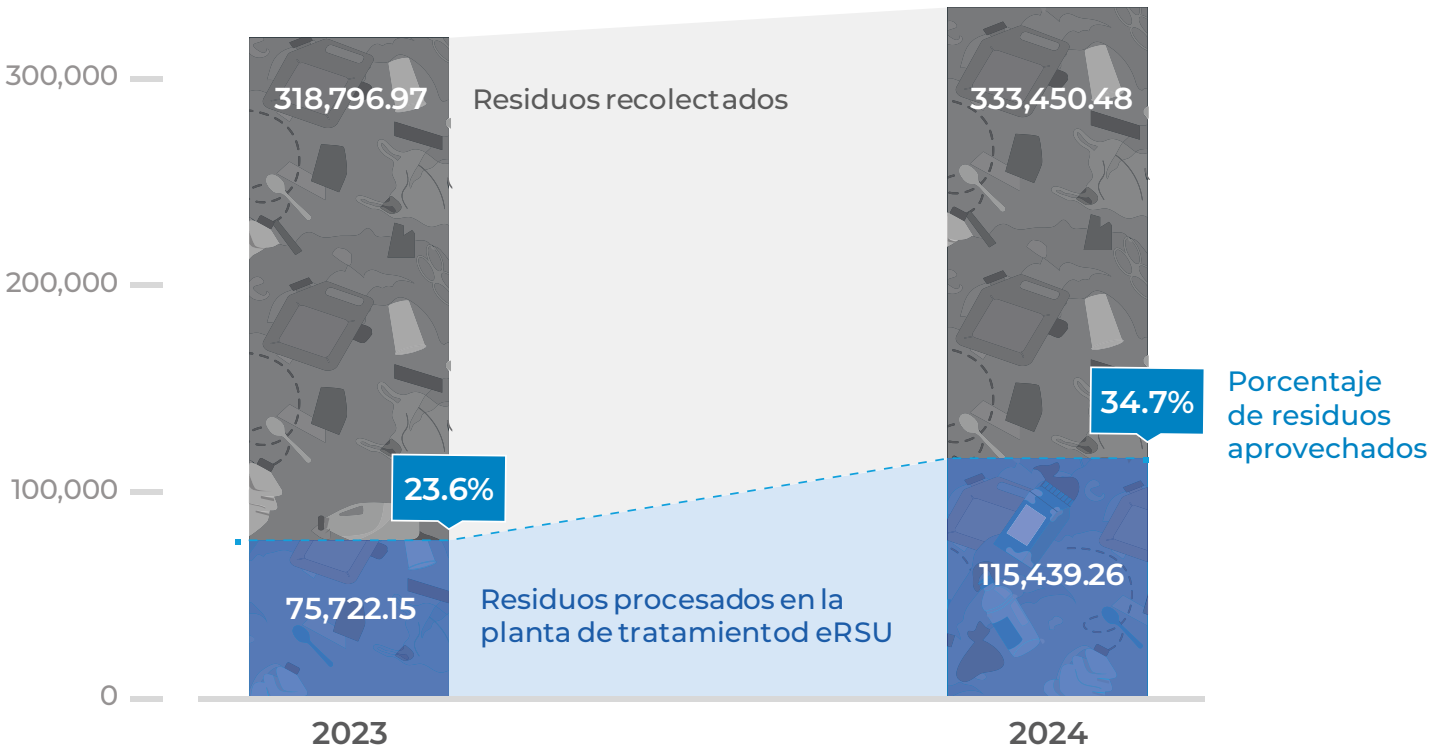 300,000
200,000
100,000
0
318,796.97
Residuos recolectados
333,450.48
34.7%
Porcentaje
de residuos
aprovechados
23.6%
75,722.15
Residuos procesados en la
planta de tratamientod eRSU
115,439.26
2023
2024